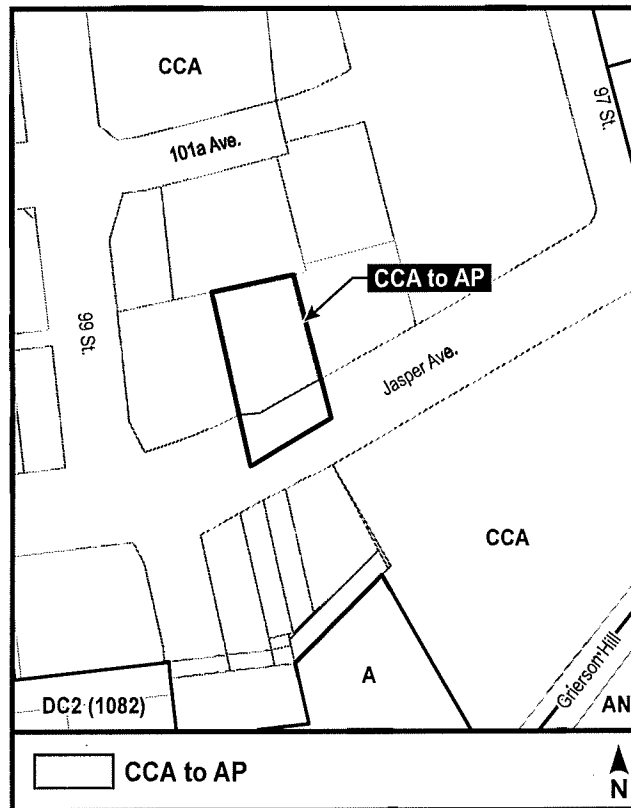 CCA
97 St.
101a Ave.
CCA to AP
99 St.
Jasper Ave.
CCA
A
Grierson Hill
DC2 (1082)
AN
CCA to AP
N